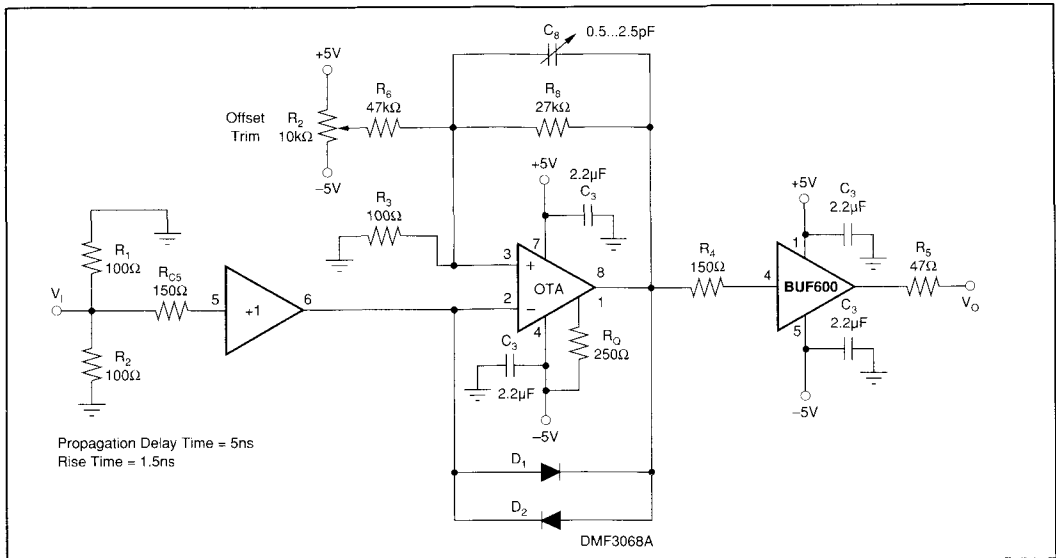 C8 0.5...2.5pF
+5V
R6
47kΩ
R8
27kΩ
Offset
Trim
R2
10kΩ
–5V
+5V
2.2µF
C3
+5V
C3
2.2µF
R3
100Ω
R1
100Ω
RC5
150Ω
VI
5
+1
6
3
+
7
OTA
8
2
–
4
1
R4
150Ω
4
1
BUF600
5
R5
47Ω
VO
R2
100Ω
C3
2.2µF
RQ
250Ω
–5V
C3
2.2µF
–5V
Propagation Delay Time = 5ns
Rise Time = 1.5ns
D1
D2
DMF3068A